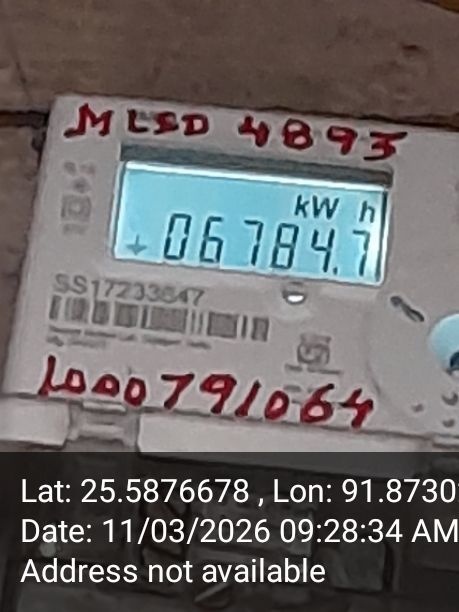 MLSD 4893
kW h
06784.7
SS17233647
1000791064
Lat: 25.5876678 , Lon: 91.8730
Date: 11/03/2026 09:28:34 AM
Address not available